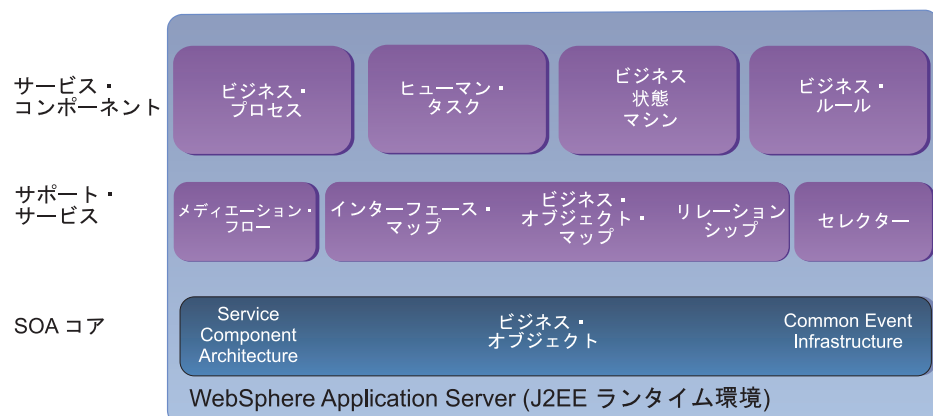 サービス・
コンポーネント
ビジネス・
プロセス
ヒューマン・
タスク
ビジネス
状態
マシン
ビジネス・
ルール
サポート・
サービス
メディエーション・
フロー
インターフェース・
マップ
ビジネス・
オブジェクト・
マップ
リレーション
シップ
セレクター
SOA コア
Service
Component
Architecture
ビジネス・
オブジェクト
Common Event
Infrastructure
WebSphere Application Server (J2EE ランタイム環境)